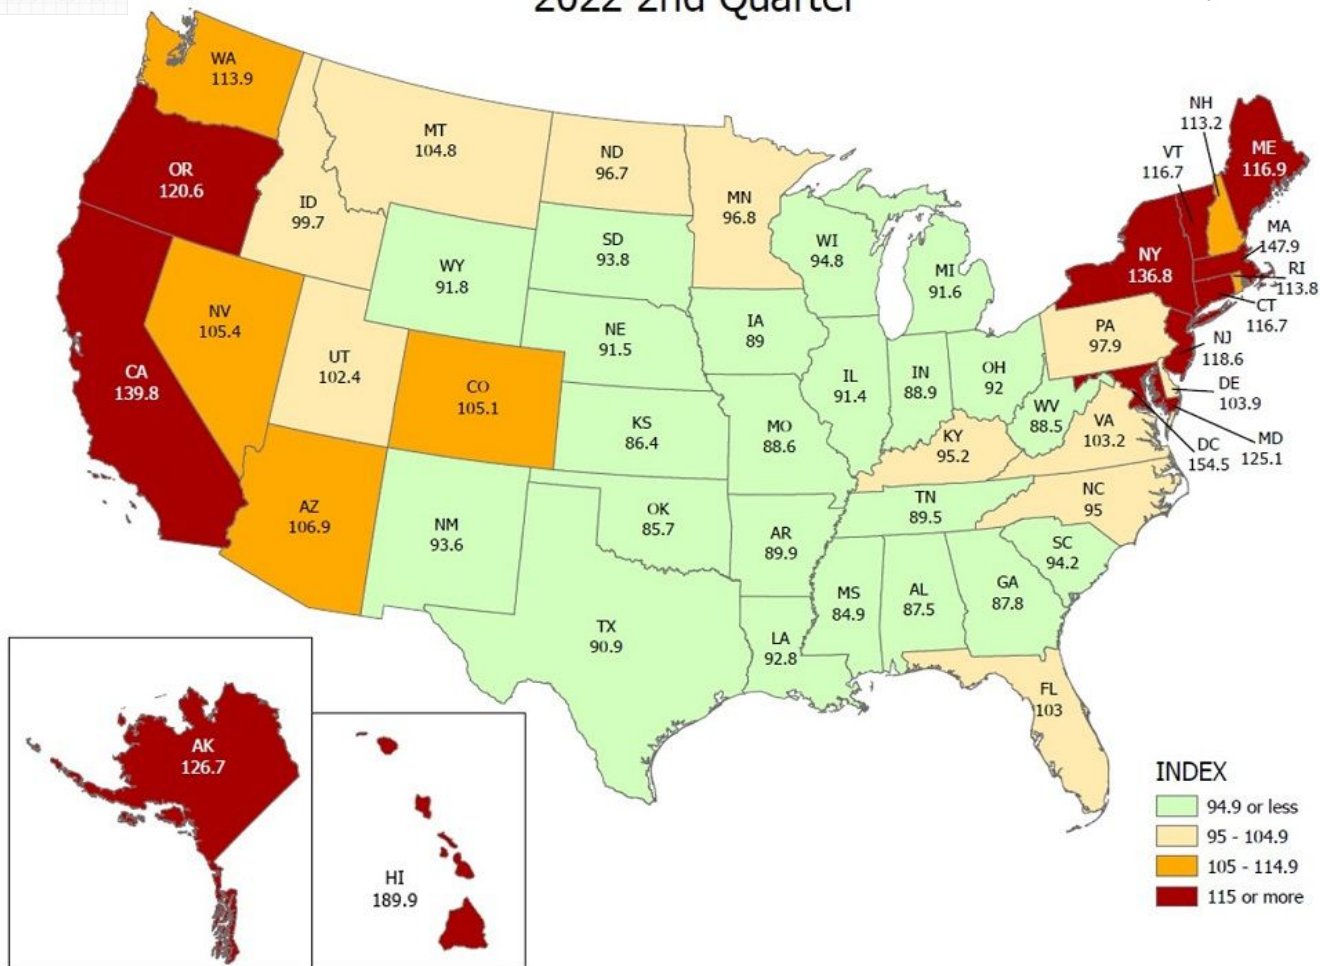 2022 2nd Quarter
WA
113.9
OR
120.6
CA
139.8
NV
105.4
ID
99.7
MT
104.8
WY
91.8
UT
102.4
CO
105.1
AZ
106.9
NM
93.6
ND
96.7
SD
93.8
NE
91.5
KS
86.4
OK
85.7
TX
90.9
MN
96.8
IA
89
MO
88.6
AR
89.9
LA
92.8
WI
94.8
IL
91.4
MI
91.6
IN
88.9
OH
92
KY
95.2
TN
89.5
MS
84.9
AL
87.5
GA
87.8
FL
103
SC
94.2
NC
95
VA
103.2
WV
88.5
PA
97.9
NY
136.8
VT
116.7
NH
113.2
ME
116.9
MA
147.9
RI
113.8
CT
116.7
NJ
118.6
DE
103.9
MD
125.1
DC
154.5
AK
126.7
HI
189.9
INDEX
94.9 or less
95 - 104.9
105 - 114.9
115 or more